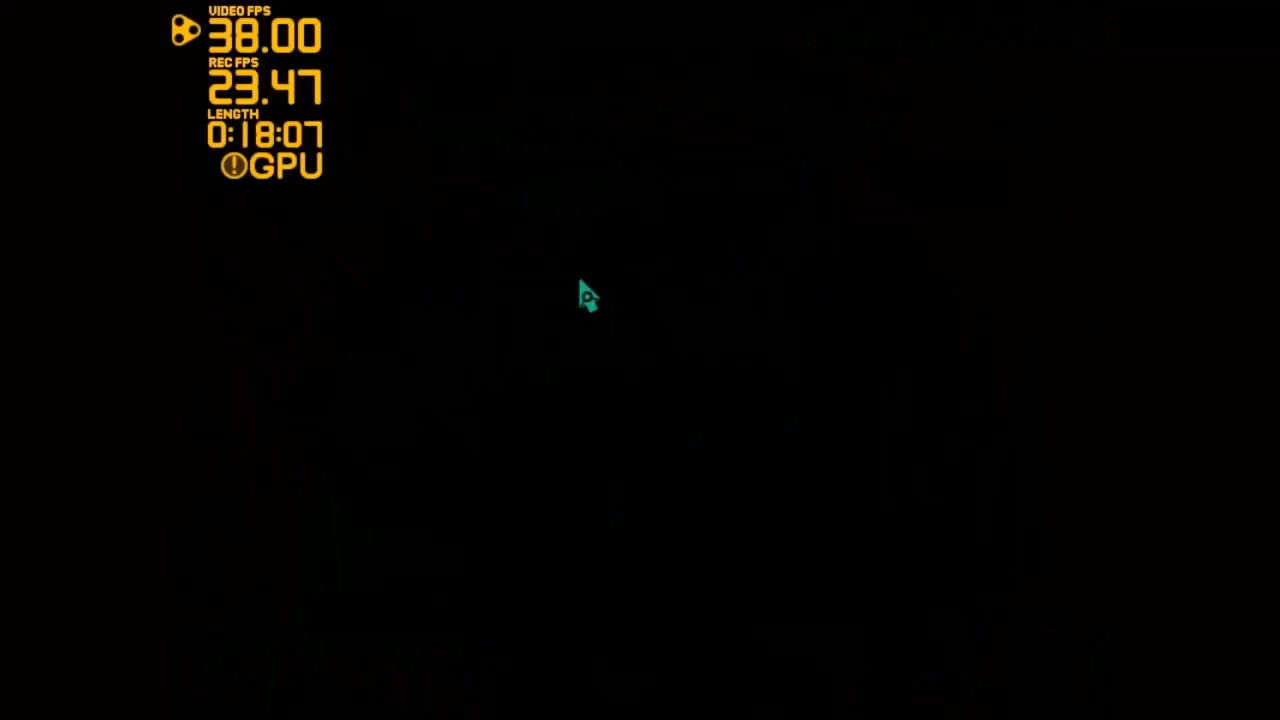 VIDEO FPS
38.00
REC FPS
23.47
LENGTH
0:18:07
GPU